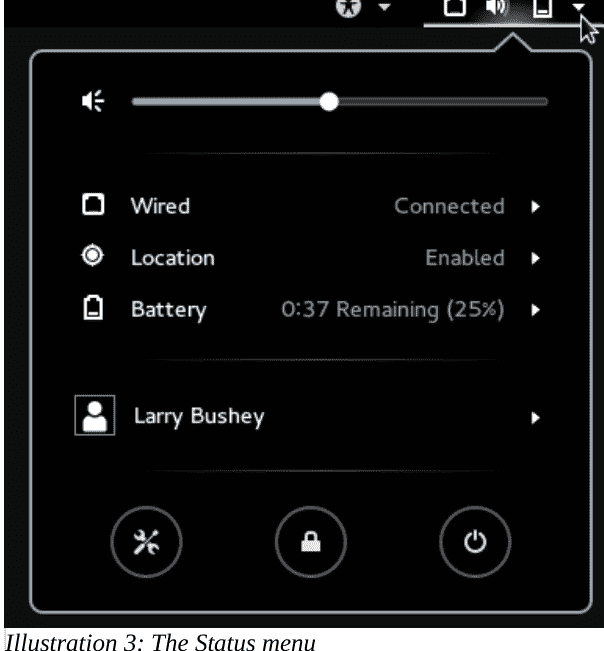 Wired Connected
Location Enabled
Battery 0:37 Remaining (25%)
Larry Bushey
Illustration 3: The Status menu